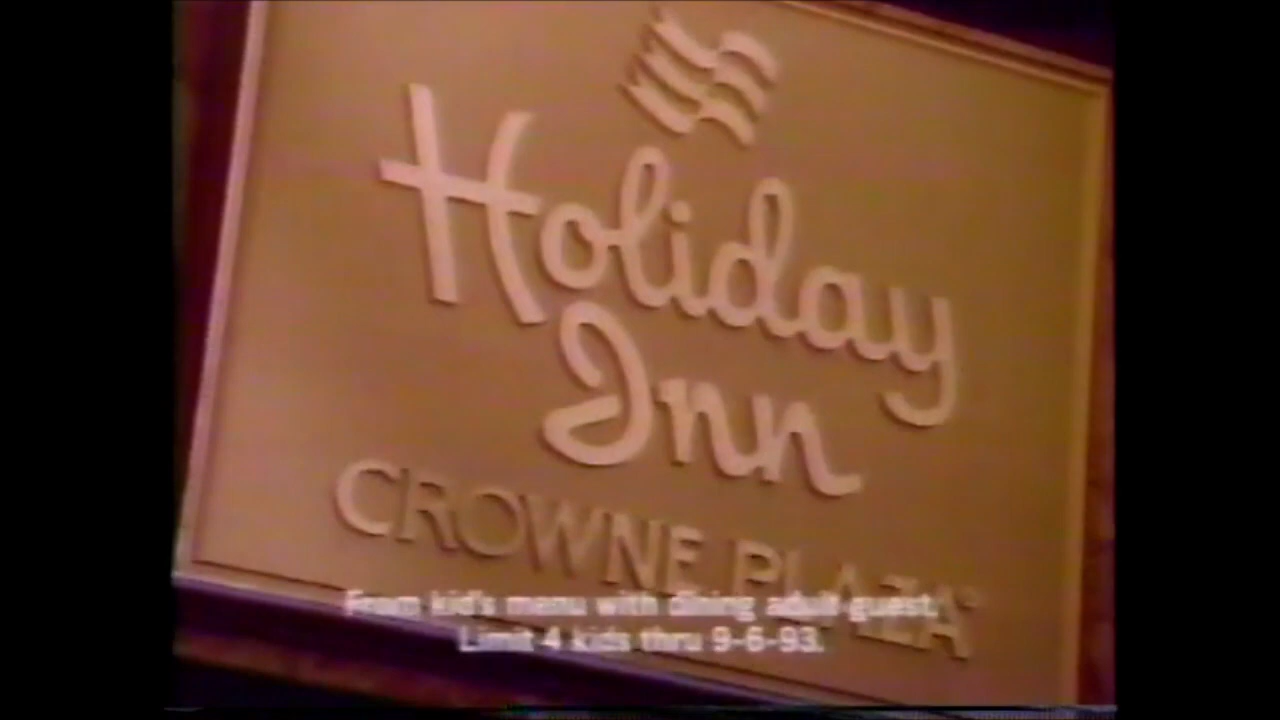 Holiday
Inn
CROWNE PLAZA®
From kid's menu with dining adult guest.
Limit 4 kids thru 9-6-93.